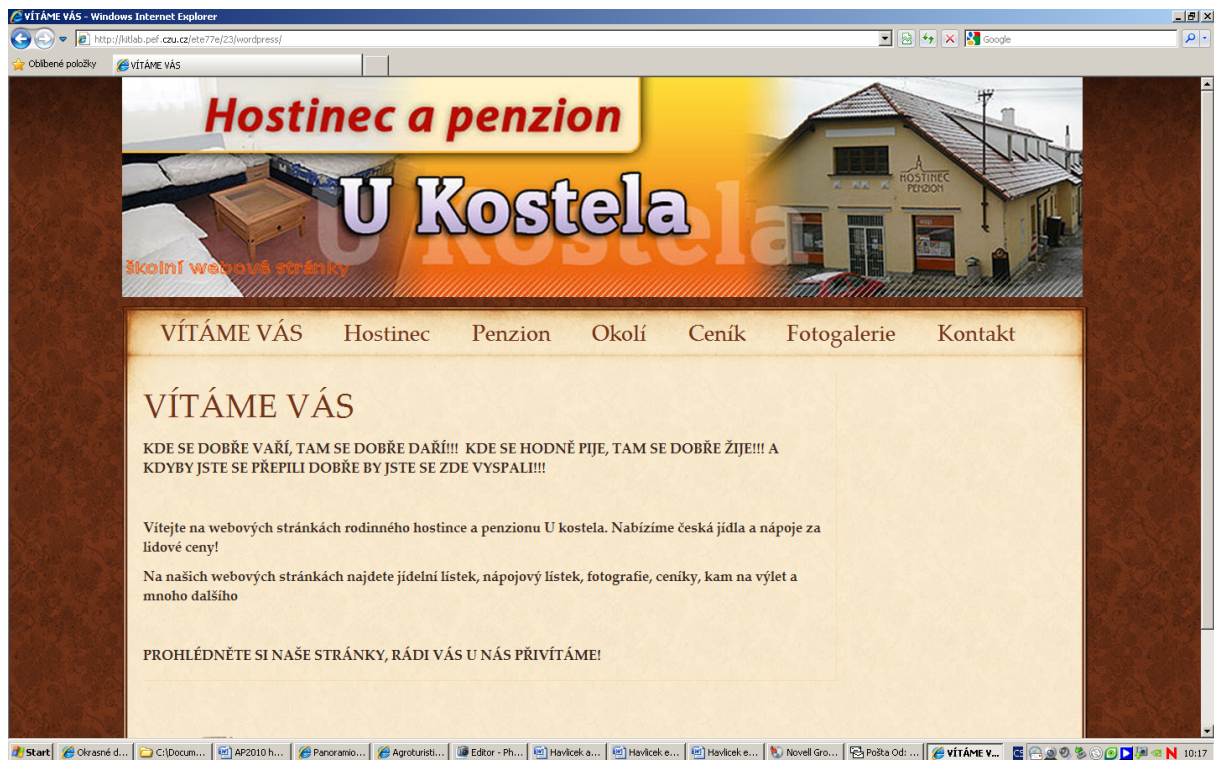 VÍTÁME VÁS - Windows Internet Explorer
http://kitlab.pef.czu.cz/ete77e/23/wordpress/
Google
Oblíbené položky
VÍTÁME VÁS
Hostinec a penzion
U Kostela
U Kostela
HOSTINEC
PENZION
školní webové stránky
VÍTÁME VÁS Hostinec Penzion Okolí Ceník Fotogalerie Kontakt
VÍTÁME VÁS
KDE SE DOBŘE VAŘÍ, TAM SE DOBŘE DAŘÍ!!! KDE SE HODNĚ PIJE, TAM SE DOBŘE ŽIJE!!! A
KDYBY JSTE SE PŘEPILI DOBŘE BY JSTE SE ZDE VYSPALI!!!
Vítejte na webových stránkách rodinného hostince a penzionu U kostela. Nabízíme česká jídla a nápoje za
lidové ceny!
Na našich webových stránkách najdete jídelní lístek, nápojový lístek, fotografie, ceníky, kam na výlet a
mnoho dalšího
PROHLÉDNĚTE SI NAŠE STRÁNKY, RÁDI VÁS U NÁS PŘIVÍTÁME!
Start Okrasné d... C:\Docum... AP2010 h... Panoramio... Agroturisti... Editor - Ph... Havlicek a... Havlicek e... Havlicek e... Novell Gro... Pošta Od: ... VÍTÁME V... CS 10:17